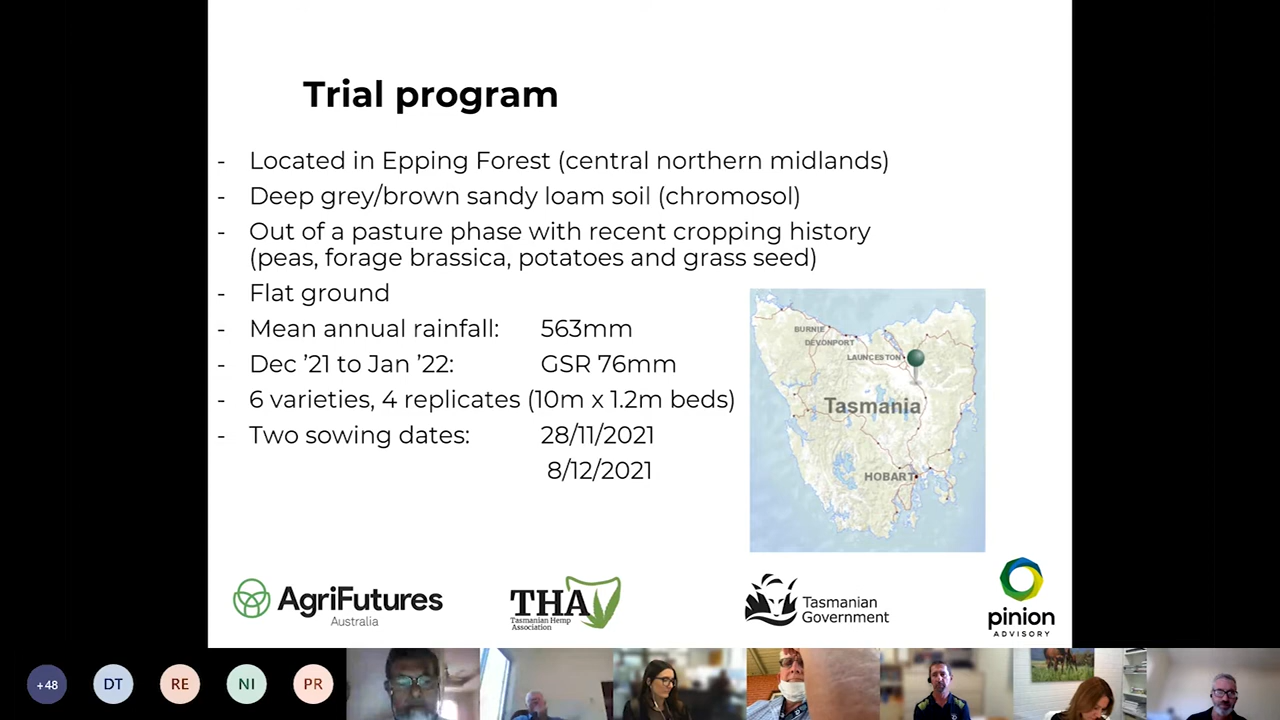 Trial program
- Located in Epping Forest (central northern midlands)
- Deep grey/brown sandy loam soil (chromosol)
- Out of a pasture phase with recent cropping history
(peas, forage brassica, potatoes and grass seed)
- Flat ground
- Mean annual rainfall: 563mm
- Dec ’21 to Jan ’22: GSR 76mm
- 6 varieties, 4 replicates (10m x 1.2m beds)
- Two sowing dates: 28/11/2021
8/12/2021
BURNIE
DEVONPORT
LAUNCESTON
Tasmania
HOBART
AgriFutures
Australia
THA
Tasmanian Hemp
Association
Tasmanian
Government
pinion
ADVISORY
+48 DT RE NI PR